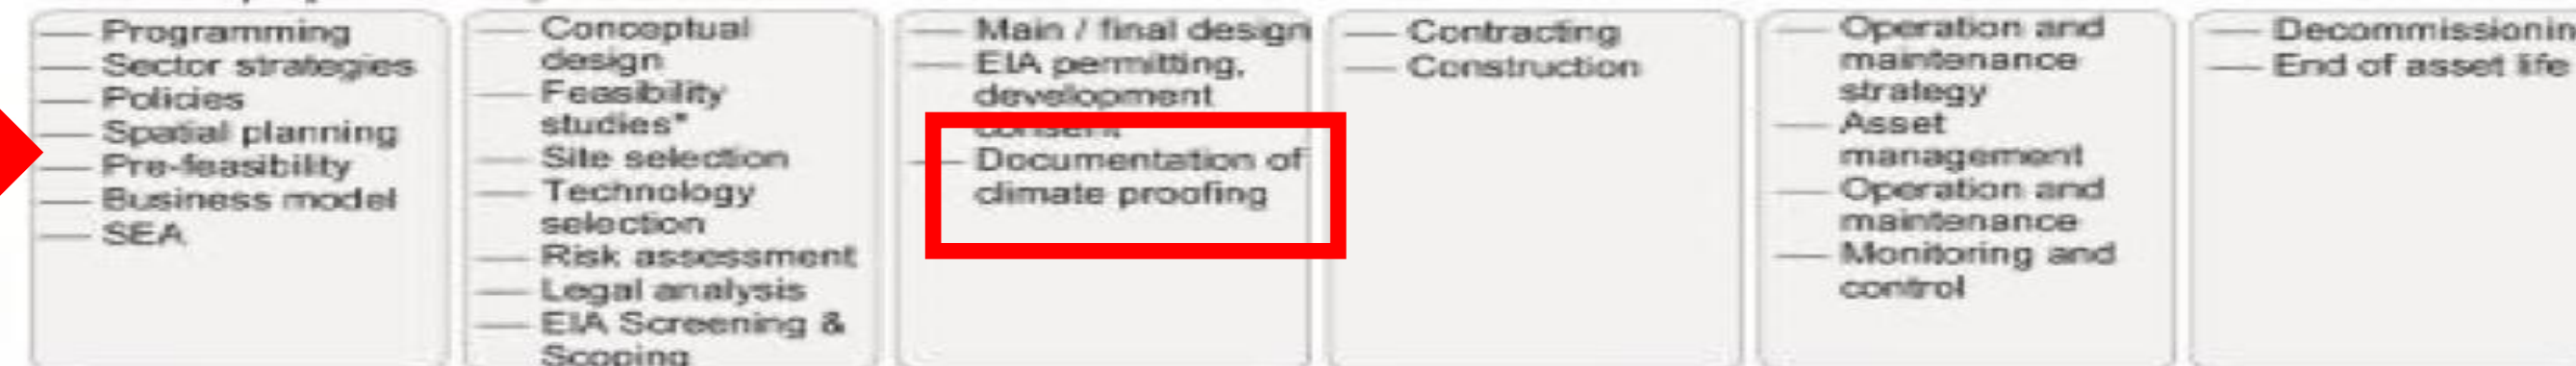 — Programming
— Sector strategies
— Policies
— Spatial planning
— Pre-feasibility
— Business model
— SEA
— Conceptual
design
— Feasibility
studies*
— Site selection
— Technology
selection
— Risk assessment
— Legal analysis
— EIA Screening &
Scoping
— Main / final design
— EIA permitting,
development
consent
— Documentation of
climate proofing
— Contracting
— Construction
— Operation and
maintenance
strategy
— Asset
management
— Operation and
maintenance
— Monitoring and
control
— Decommissionin
— End of asset life